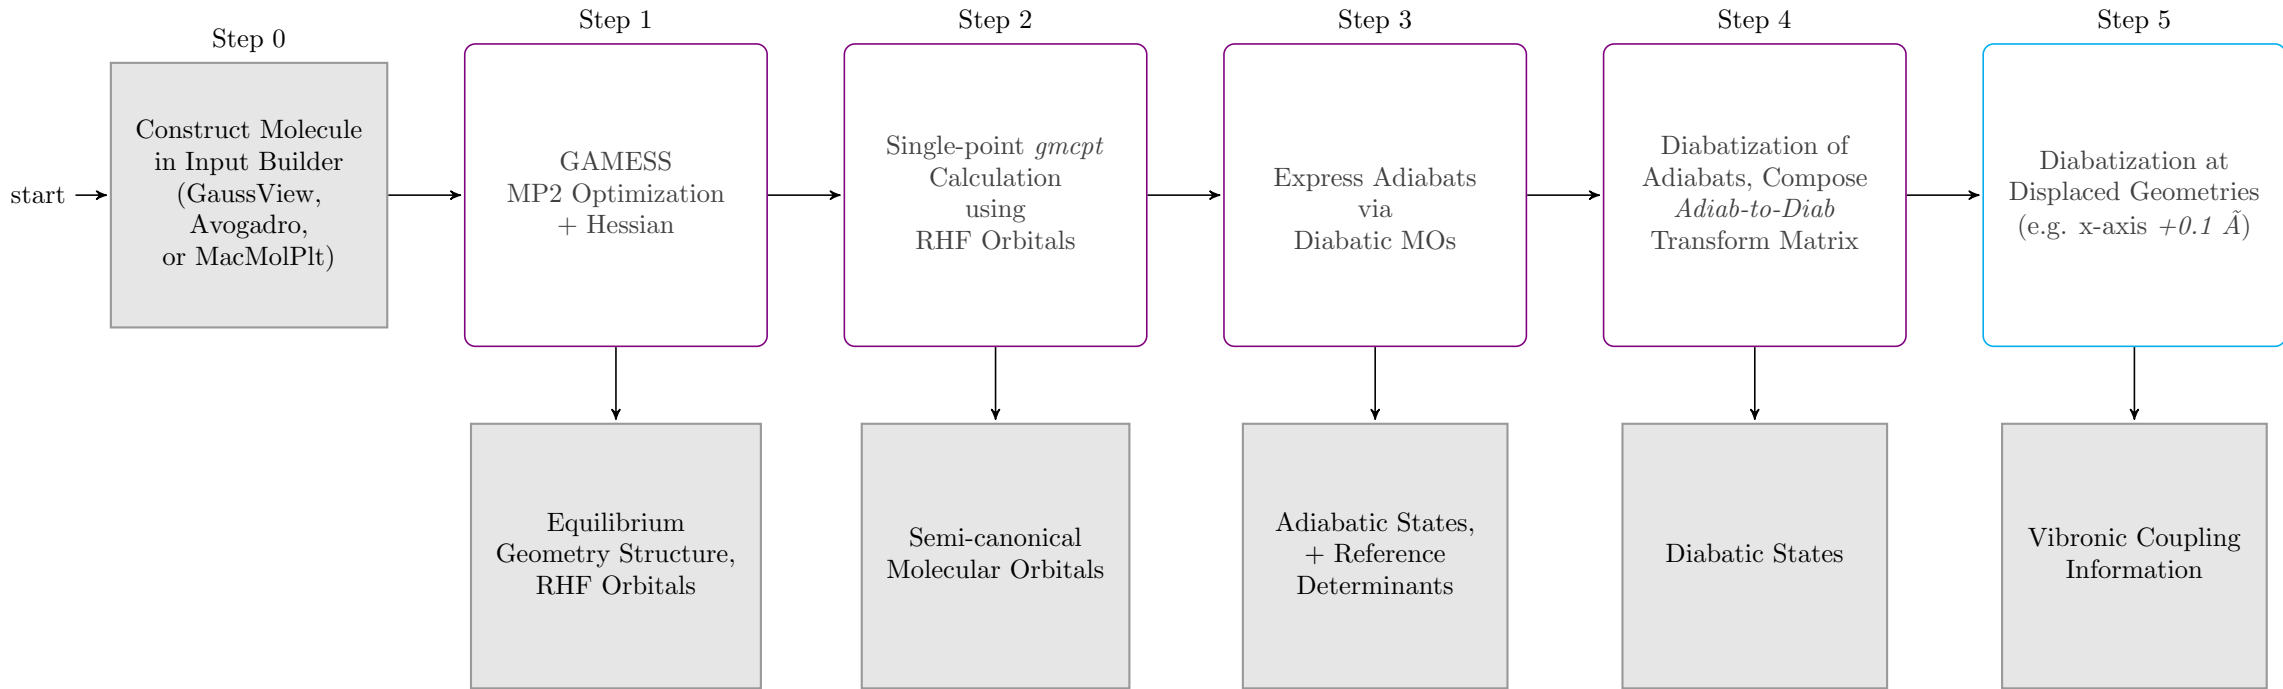 Step 0
Step 1
Step 2
Step 3
Step 4
Step 5
start
Construct Molecule
in Input Builder
(GaussView,
Avogadro,
or MacMolPlt)
GAMESS
MP2 Optimization
+ Hessian
Single-point gmcpt
Calculation
using
RHF Orbitals
Express Adiabats
via
Diabatic MOs
Diabatization of
Adiabats, Compose
Adiab-to-Diab
Transform Matrix
Diabatization at
Displaced Geometries
(e.g. x-axis +0.1 Ã)
Equilibrium
Geometry Structure,
RHF Orbitals
Semi-canonical
Molecular Orbitals
Adiabatic States,
+ Reference
Determinants
Diabatic States
Vibronic Coupling
Information